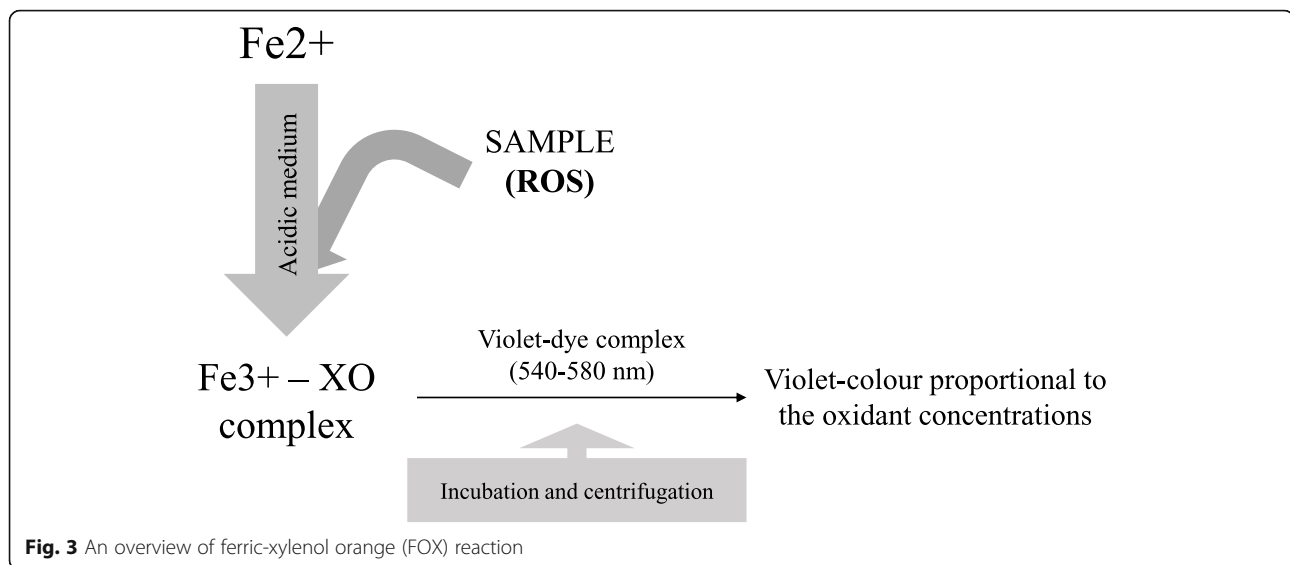 Fe2+
Acidic medium
SAMPLE
(ROS)
Fe3+ – XO
complex
Violet-dye complex
(540-580 nm)
Violet-colour proportional to
the oxidant concentrations
Incubation and centrifugation
Fig. 3 An overview of ferric-xylenol orange (FOX) reaction